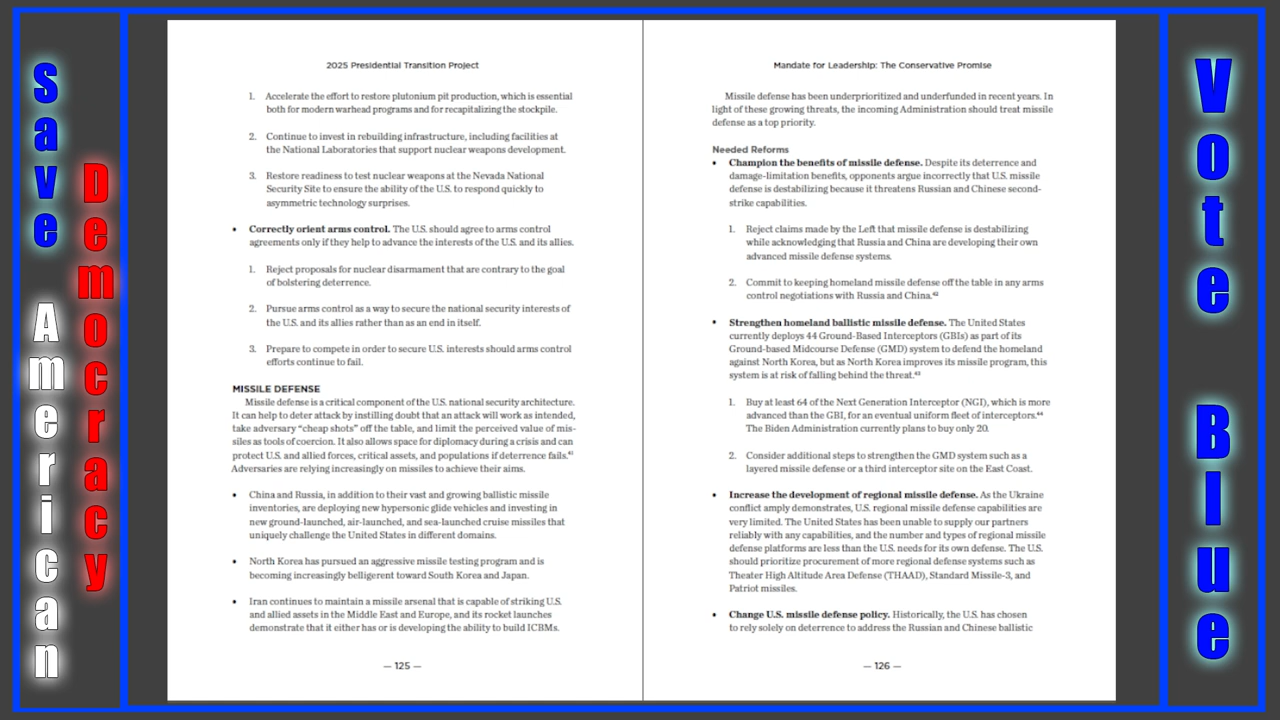 Save American
Democracy
2025 Presidential Transition Project
1. Accelerate the effort to restore plutonium pit production, which is essential
both for modern warhead programs and for recapitalizing the stockpile.
2. Continue to invest in rebuilding infrastructure, including facilities at
the National Laboratories that support nuclear weapons development.
3. Restore readiness to test nuclear weapons at the Nevada National
Security Site to ensure the ability of the U.S. to respond quickly to
asymmetric technology surprises.
• Correctly orient arms control. The U.S. should agree to arms control
agreements only if they help to advance the interests of the U.S. and its allies.
1. Reject proposals for nuclear disarmament that are contrary to the goal
of bolstering deterrence.
2. Pursue arms control as a way to secure the national security interests of
the U.S. and its allies rather than as an end in itself.
3. Prepare to compete in order to secure U.S. interests should arms control
efforts continue to fail.
MISSILE DEFENSE
Missile defense is a critical component of the U.S. national security architecture.
It can help to deter attack by instilling doubt that an attack will work as intended,
take adversary “cheap shots” off the table, and limit the perceived value of mis-
siles as tools of coercion. It also allows space for diplomacy during a crisis and can
protect U.S. and allied forces, critical assets, and populations if deterrence fails.⁴¹
Adversaries are relying increasingly on missiles to achieve their aims.
• China and Russia, in addition to their vast and growing ballistic missile
inventories, are deploying new hypersonic glide vehicles and investing in
new ground-launched, air-launched, and sea-launched cruise missiles that
uniquely challenge the United States in different domains.
• North Korea has pursued an aggressive missile testing program and is
becoming increasingly belligerent toward South Korea and Japan.
• Iran continues to maintain a missile arsenal that is capable of striking U.S.
and allied assets in the Middle East and Europe, and its rocket launches
demonstrate that it either has or is developing the ability to build ICBMs.
— 125 —
Mandate for Leadership: The Conservative Promise
Missile defense has been underprioritized and underfunded in recent years. In
light of these growing threats, the incoming Administration should treat missile
defense as a top priority.
Needed Reforms
• Champion the benefits of missile defense. Despite its deterrence and
damage-limitation benefits, opponents argue incorrectly that U.S. missile
defense is destabilizing because it threatens Russian and Chinese second-
strike capabilities.
1. Reject claims made by the Left that missile defense is destabilizing
while acknowledging that Russia and China are developing their own
advanced missile defense systems.
2. Commit to keeping homeland missile defense off the table in any arms
control negotiations with Russia and China.⁴²
• Strengthen homeland ballistic missile defense. The United States
currently deploys 44 Ground-Based Interceptors (GBIs) as part of its
Ground-based Midcourse Defense (GMD) system to defend the homeland
against North Korea, but as North Korea improves its missile program, this
system is at risk of falling behind the threat.⁴³
1. Buy at least 64 of the Next Generation Interceptor (NGI), which is more
advanced than the GBI, for an eventual uniform fleet of interceptors.⁴⁴
The Biden Administration currently plans to buy only 20.
2. Consider additional steps to strengthen the GMD system such as a
layered missile defense or a third interceptor site on the East Coast.
• Increase the development of regional missile defense. As the Ukraine
conflict amply demonstrates, U.S. regional missile defense capabilities are
very limited. The United States has been unable to supply our partners
reliably with any capabilities, and the number and types of regional missile
defense platforms are less than the U.S. needs for its own defense. The U.S.
should prioritize procurement of more regional defense systems such as
Theater High Altitude Area Defense (THAAD), Standard Missile-3, and
Patriot missiles.
• Change U.S. missile defense policy. Historically, the U.S. has chosen
to rely solely on deterrence to address the Russian and Chinese ballistic
— 126 —
Vote Blue